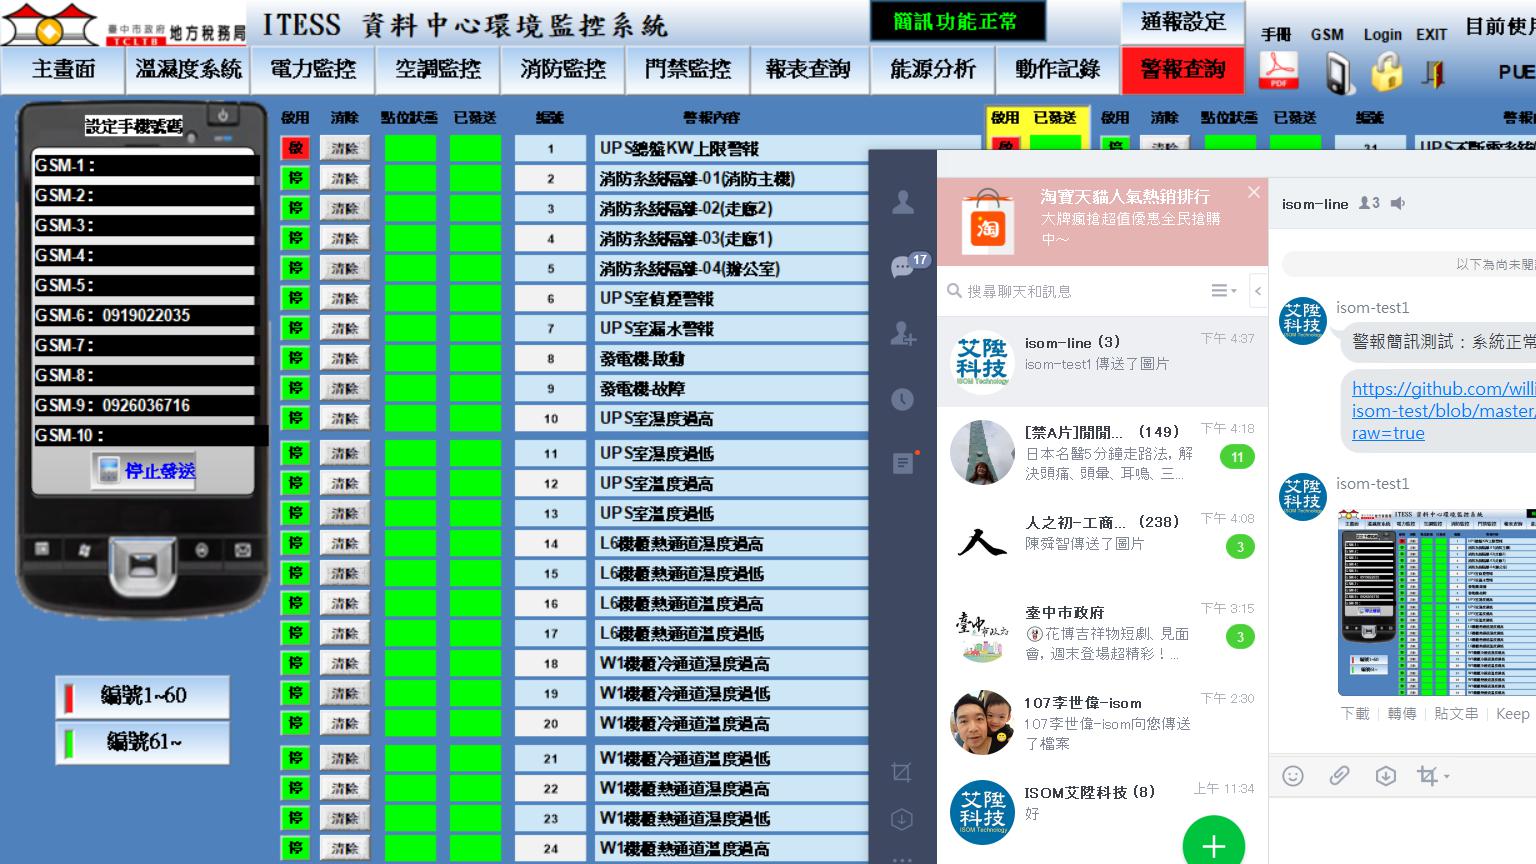 臺中市政府
地方稅務局
TCLTB
ITESS 資料中心環境監控系統
簡訊功能正常
通報設定
手冊 GSM Login EXIT
目前使用
主畫面 溫濕度系統 電力監控 空調監控 消防監控 門禁監控 報表查詢 能源分析 動作記錄 警報查詢
PDF
PUE
設定手機號碼
GSM-1：
GSM-2：
GSM-3：
GSM-4：
GSM-5：
GSM-6：0919022035
GSM-7：
GSM-8：
GSM-9：0926036716
GSM-10：
停止發送
編號1~60
編號61~
啟用 清除 點位狀態 已發送 編號 警報內容
啟用 已發送 啟用 清除 點位狀態 已發送 編號
啟 清除 1 UPS總盤KW上限警報
停 清除 2 消防系統隔離-01(消防主機)
停 清除 3 消防系統隔離-02(走廊2)
停 清除 4 消防系統隔離-03(走廊1)
停 清除 5 消防系統隔離-04(辦公室)
停 清除 6 UPS室偵煙警報
停 清除 7 UPS室漏水警報
停 清除 8 發電機-啟動
停 清除 9 發電機-故障
停 清除 10 UPS室濕度過高
停 清除 11 UPS室濕度過低
停 清除 12 UPS室溫度過高
停 清除 13 UPS室溫度過低
停 清除 14 L6機櫃熱通道濕度過高
停 清除 15 L6機櫃熱通道濕度過低
停 清除 16 L6機櫃熱通道溫度過高
停 清除 17 L6機櫃熱通道溫度過低
停 清除 18 W1機櫃冷通道濕度過高
停 清除 19 W1機櫃冷通道濕度過低
停 清除 20 W1機櫃冷通道溫度過高
停 清除 21 W1機櫃冷通道溫度過低
停 清除 22 W1機櫃熱通道濕度過高
停 清除 23 W1機櫃熱通道濕度過低
停 清除 24 W1機櫃熱通道溫度過高
17
淘
淘寶天貓人氣熱銷排行
大牌瘋搶超值優惠全民搶購
中～
搜尋聊天和訊息
艾陞
科技
ISOM Technology
isom-line (3)
下午 4:37
isom-test1 傳送了圖片
[禁A片]閒閒... (149)
下午 4:18
日本名醫5分鐘走路法, 解
決頭痛、頭暈、耳鳴、三...
11
人
人之初-工商... (238)
下午 4:08
陳舜智傳送了圖片
3
臺中市政府
下午 3:15
花博吉祥物短劇、見面
會, 週末登場超精彩！...
3
107李世偉-isom
下午 2:30
107李世偉-isom向您傳送
了檔案
艾陞
科技
ISOM Technology
ISOM艾陞科技 (8)
上午 11:34
好
isom-line 3
以下為尚未閱
艾陞
科技
isom-test1
警報簡訊測試：系統正常
https://github.com/willi
isom-test/blob/master/
raw=true
艾陞
科技
isom-test1
ITESS 資料中心環境監控系統
下載 轉傳 貼文串 Keep